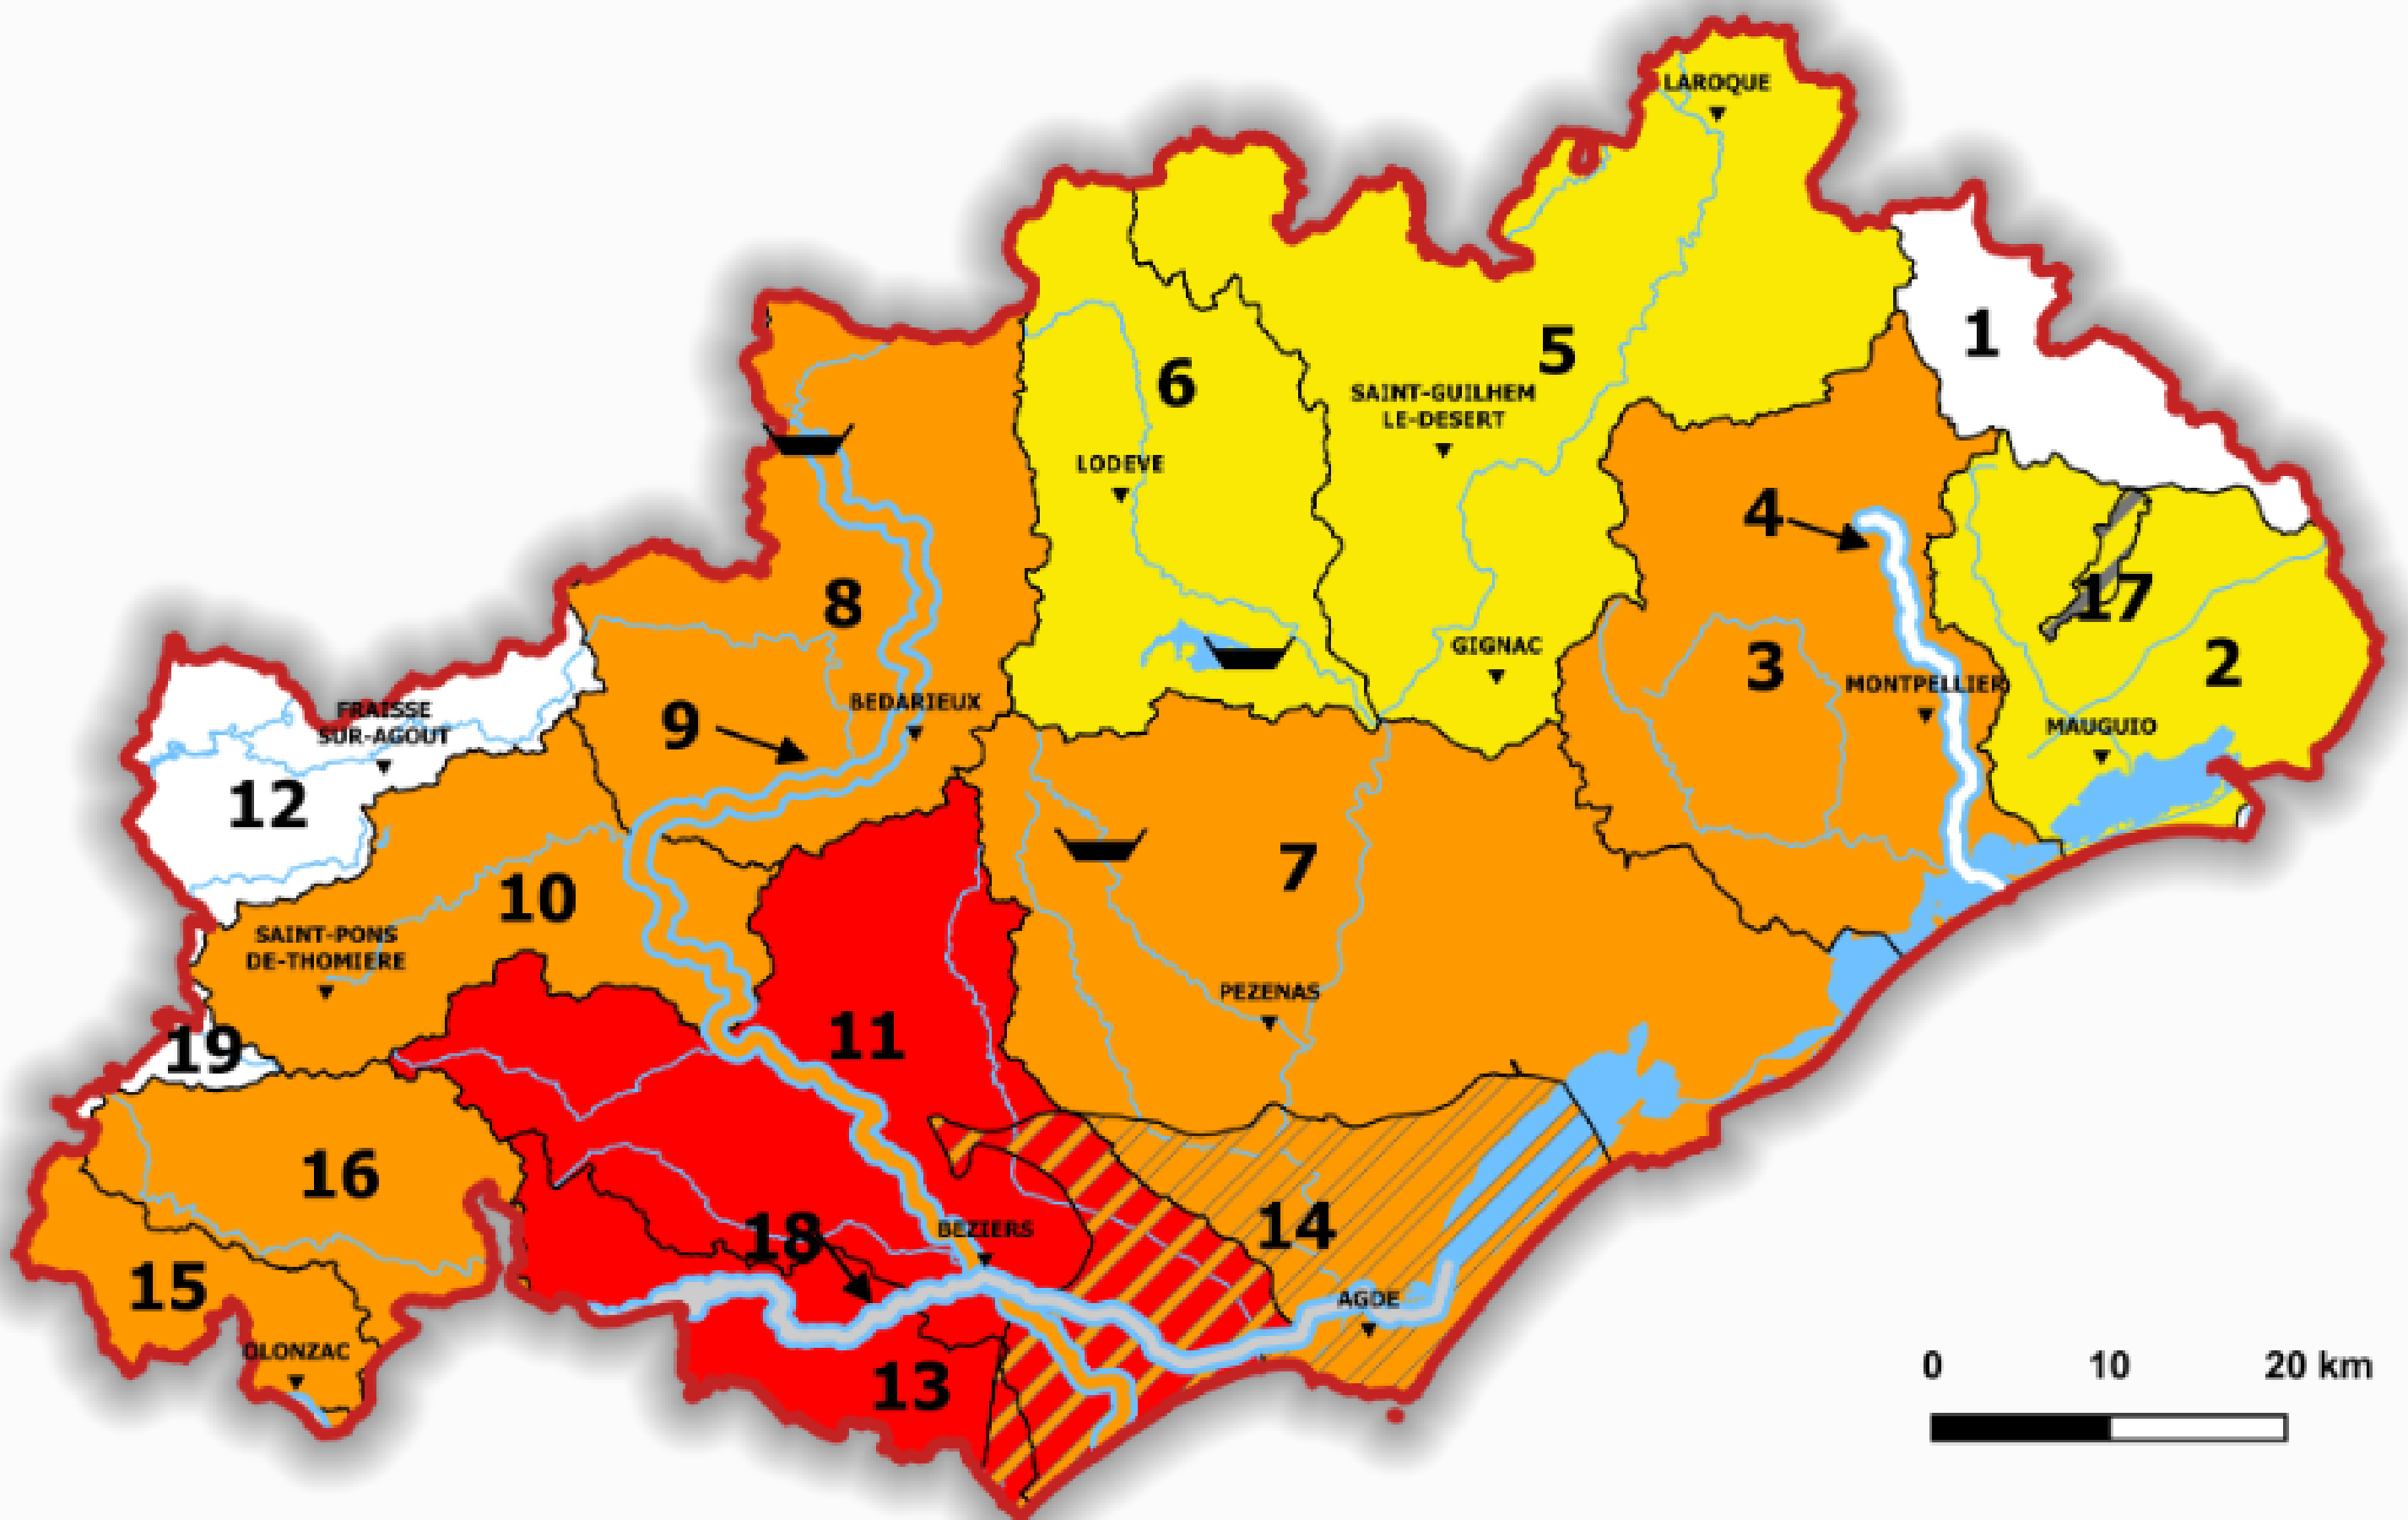 LAROQUE
1
5
6
SAINT-GUILHEM
LE-DESERT
LODEVE
4
8
17
GIGNAC
3
2
MONTPELLIER
BEDARIEUX
9
FRAISSE
SUR-AGOUT
MAUGUIO
12
7
10
SAINT-PONS
DE-THOMIERE
PEZENAS
11
19
16
14
18
BEZIERS
15
AGDE
OLONZAC
13
0 10 20 km